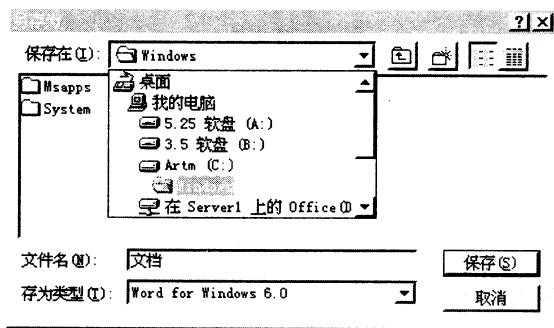 保存在(I): Windows
Msapps
System
桌面
我的电脑
5.25 软盘 (A:)
3.5 软盘 (B:)
Artm (C:)
Windows
在 Server1 上的 Office (D
文件名(N): 文档
保存(S)
存为类型(T): Word for Windows 6.0
取消